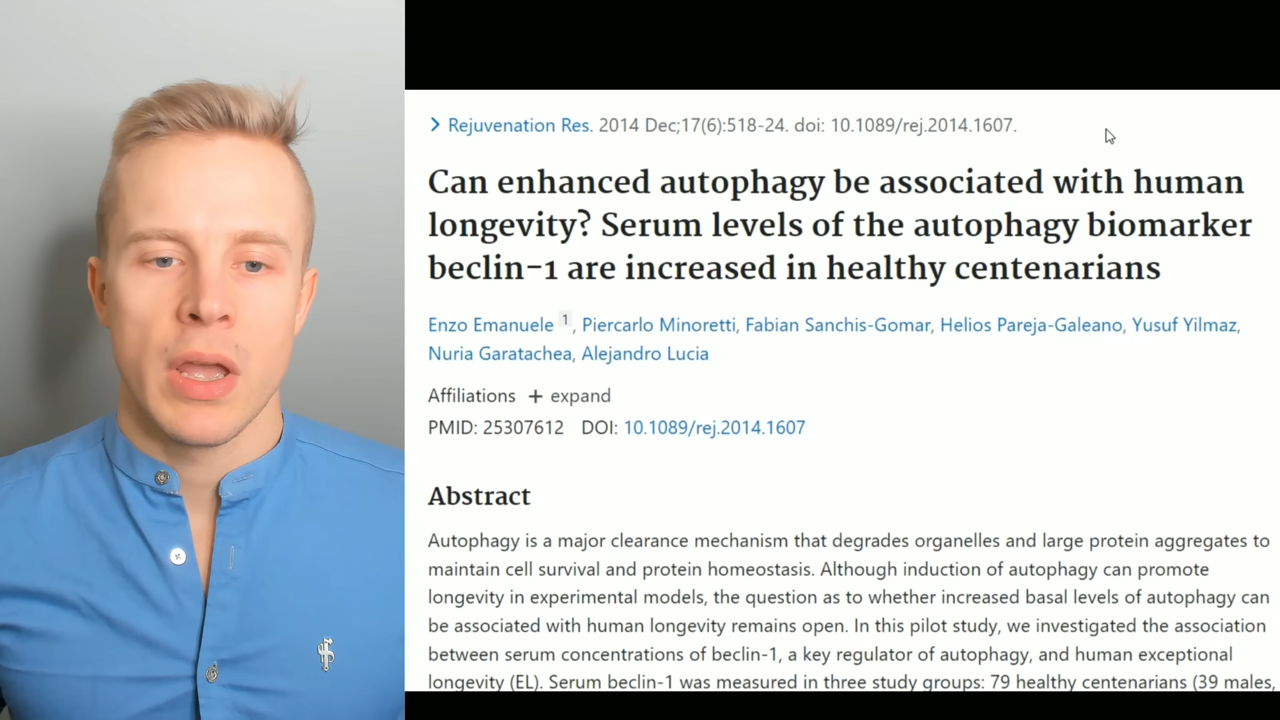 Rejuvenation Res. 2014 Dec;17(6):518-24. doi: 10.1089/rej.2014.1607.
Can enhanced autophagy be associated with human
longevity? Serum levels of the autophagy biomarker
beclin-1 are increased in healthy centenarians
Enzo Emanuele 1, Piercarlo Minoretti, Fabian Sanchis-Gomar, Helios Pareja-Galeano, Yusuf Yilmaz,
Nuria Garatachea, Alejandro Lucia
Affiliations + expand
PMID: 25307612 DOI: 10.1089/rej.2014.1607
Abstract
Autophagy is a major clearance mechanism that degrades organelles and large protein aggregates to
maintain cell survival and protein homeostasis. Although induction of autophagy can promote
longevity in experimental models, the question as to whether increased basal levels of autophagy can
be associated with human longevity remains open. In this pilot study, we investigated the association
between serum concentrations of beclin-1, a key regulator of autophagy, and human exceptional
longevity (EL). Serum beclin-1 was measured in three study groups: 79 healthy centenarians (39 males,